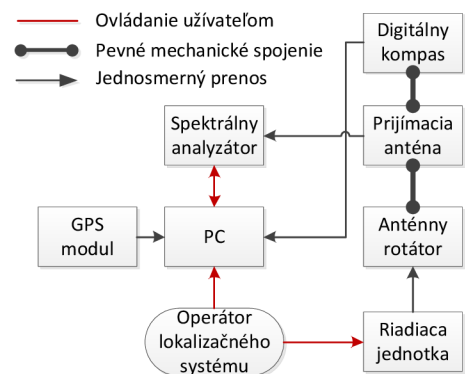 Ovládanie užívateľom
Pevné mechanické spojenie
Jednosmerný prenos
Digitálny
kompas
Spektrálny
analyzátor
Prijímacia
anténa
GPS
modul
PC
Anténny
rotátor
Operátor
lokalizačného
systému
Riadiaca
jednotka